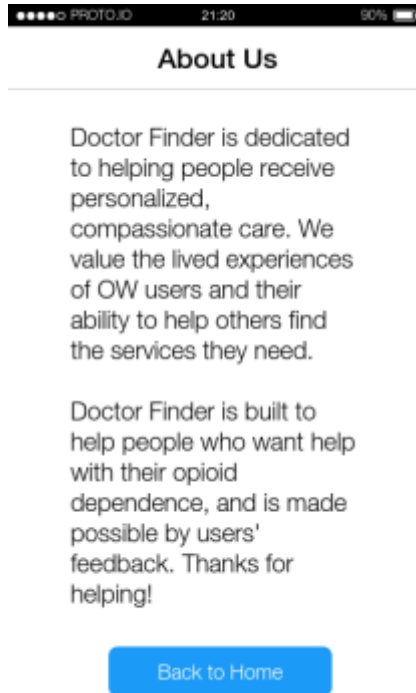 PROTO.IO 21:20 90%
About Us
Doctor Finder is dedicated
to helping people receive
personalized,
compassionate care. We
value the lived experiences
of OW users and their
ability to help others find
the services they need.
Doctor Finder is built to
help people who want help
with their opioid
dependence, and is made
possible by users'
feedback. Thanks for
helping!
Back to Home